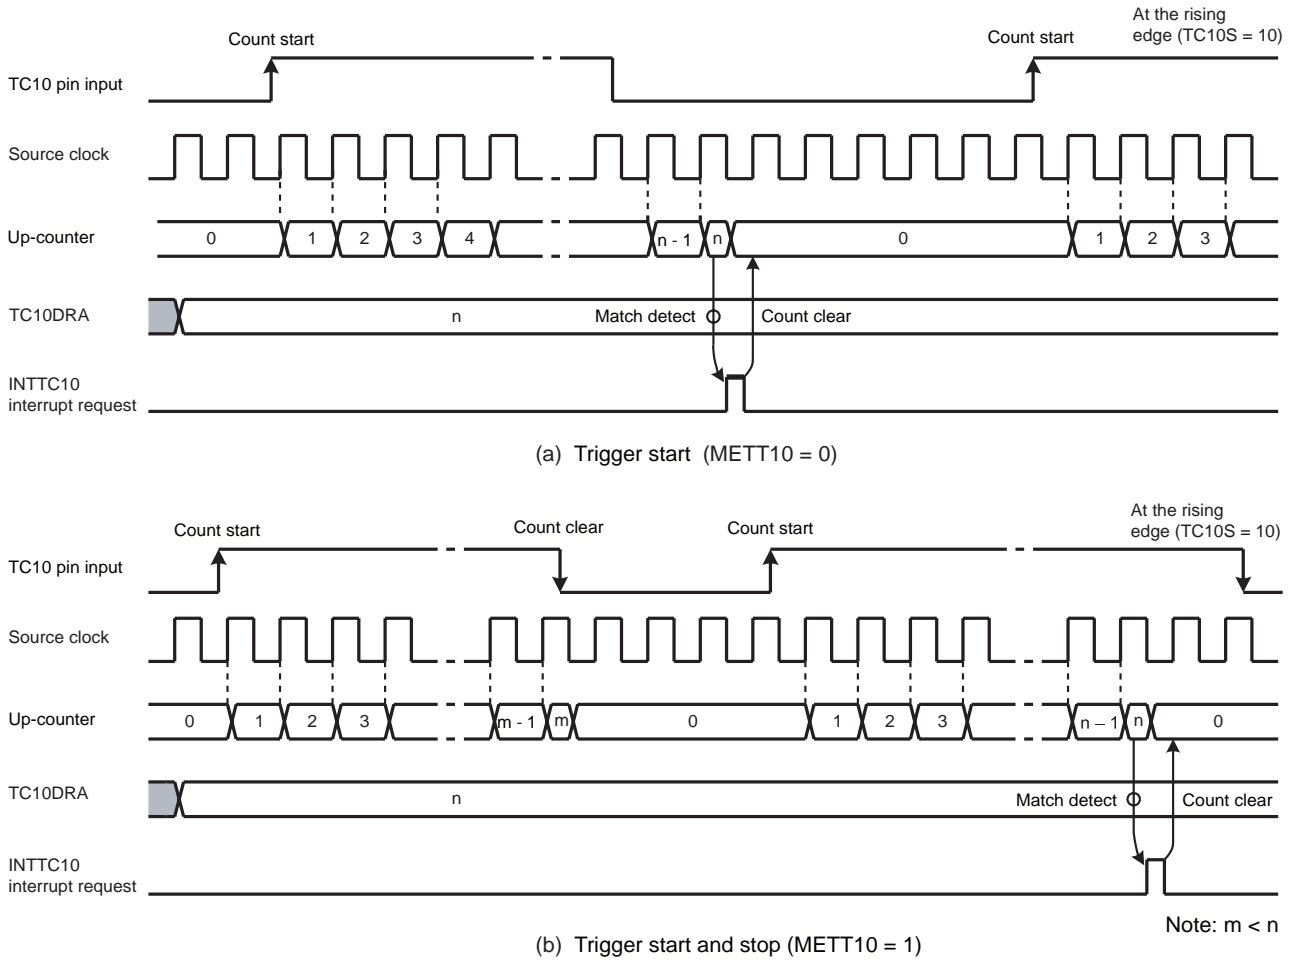 At the rising
edge (TC10S = 10)
Count start
Count start
TC10 pin input
Source clock
Up-counter
0
1
2
3
4
n - 1
n
0
1
2
3
TC10DRA
n
Match detect
Count clear
INTTC10
interrupt request
(a) Trigger start (METT10 = 0)
At the rising
edge (TC10S = 10)
Count start
Count clear
Count start
TC10 pin input
Source clock
Up-counter
0
1
2
3
m - 1
m
0
1
2
3
n – 1
n
0
TC10DRA
n
Match detect
Count clear
INTTC10
interrupt request
Note: m < n
(b) Trigger start and stop (METT10 = 1)